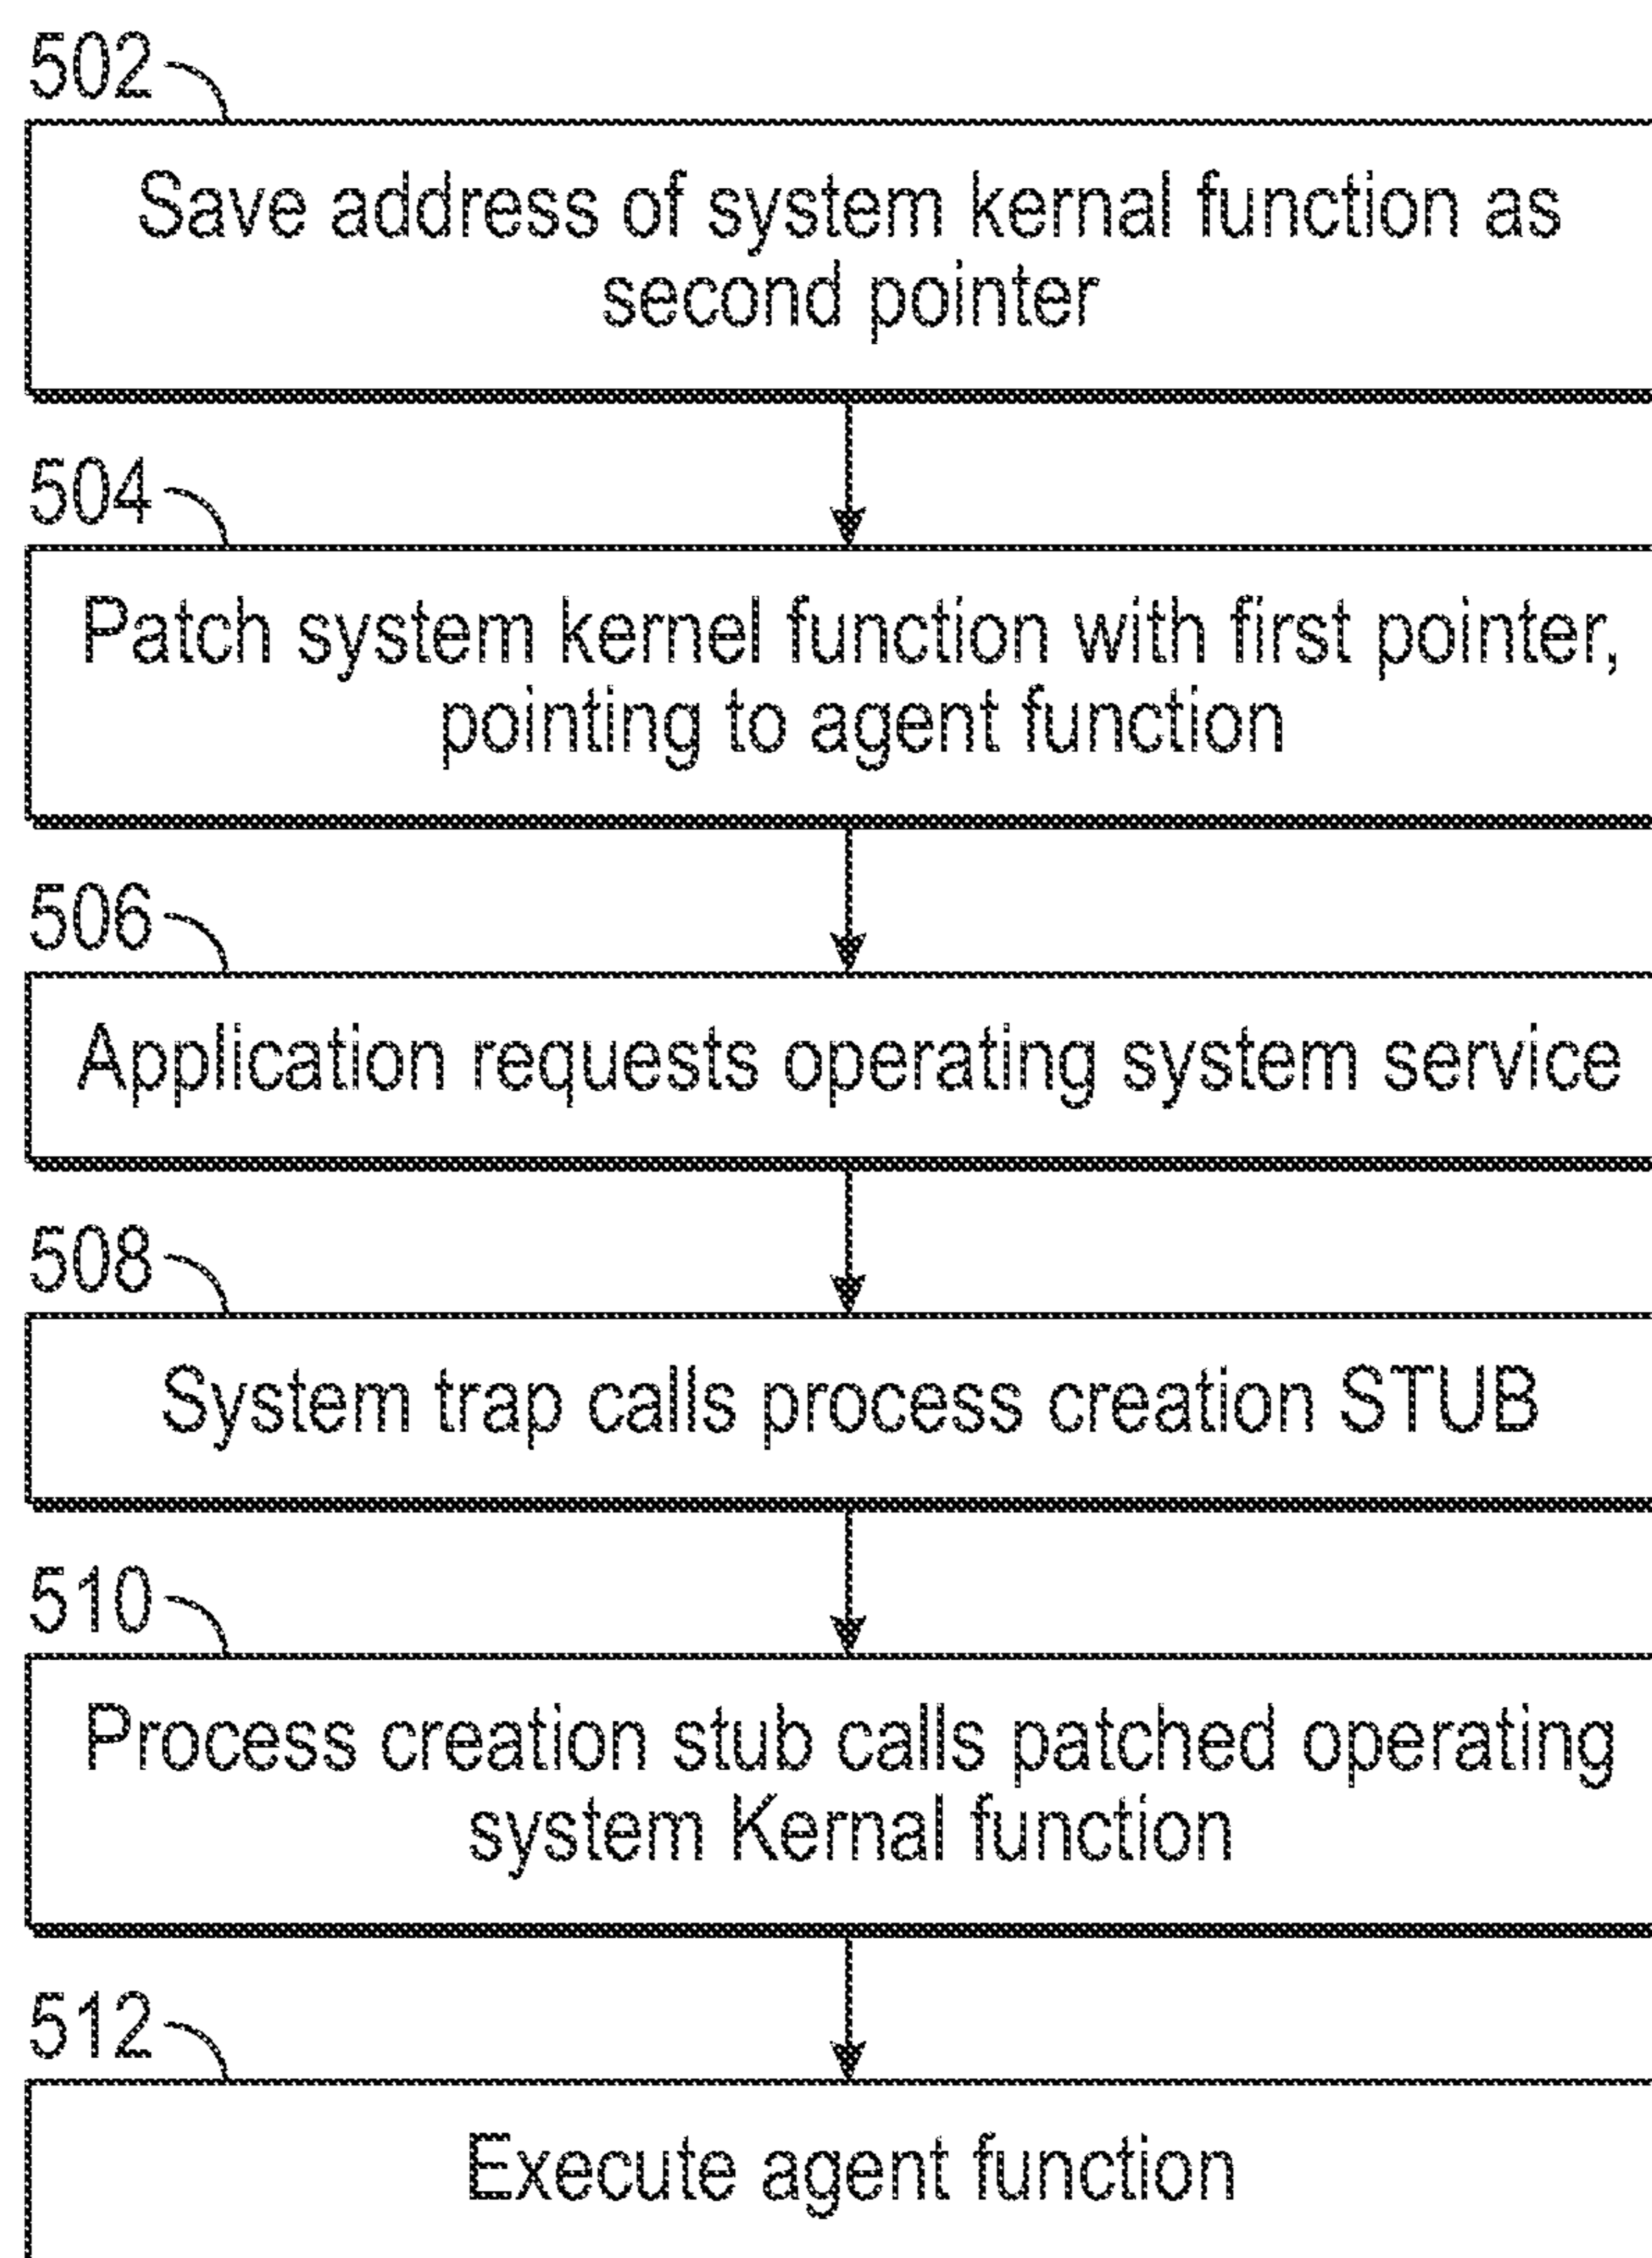 502
Save address of system kernal function as
second pointer
504
Patch system kernel function with first pointer,
pointing to agent function
506
Application requests operating system service
508
System trap calls process creation STUB
510
Process creation stub calls patched operating
system Kernal function
512
Execute agent function